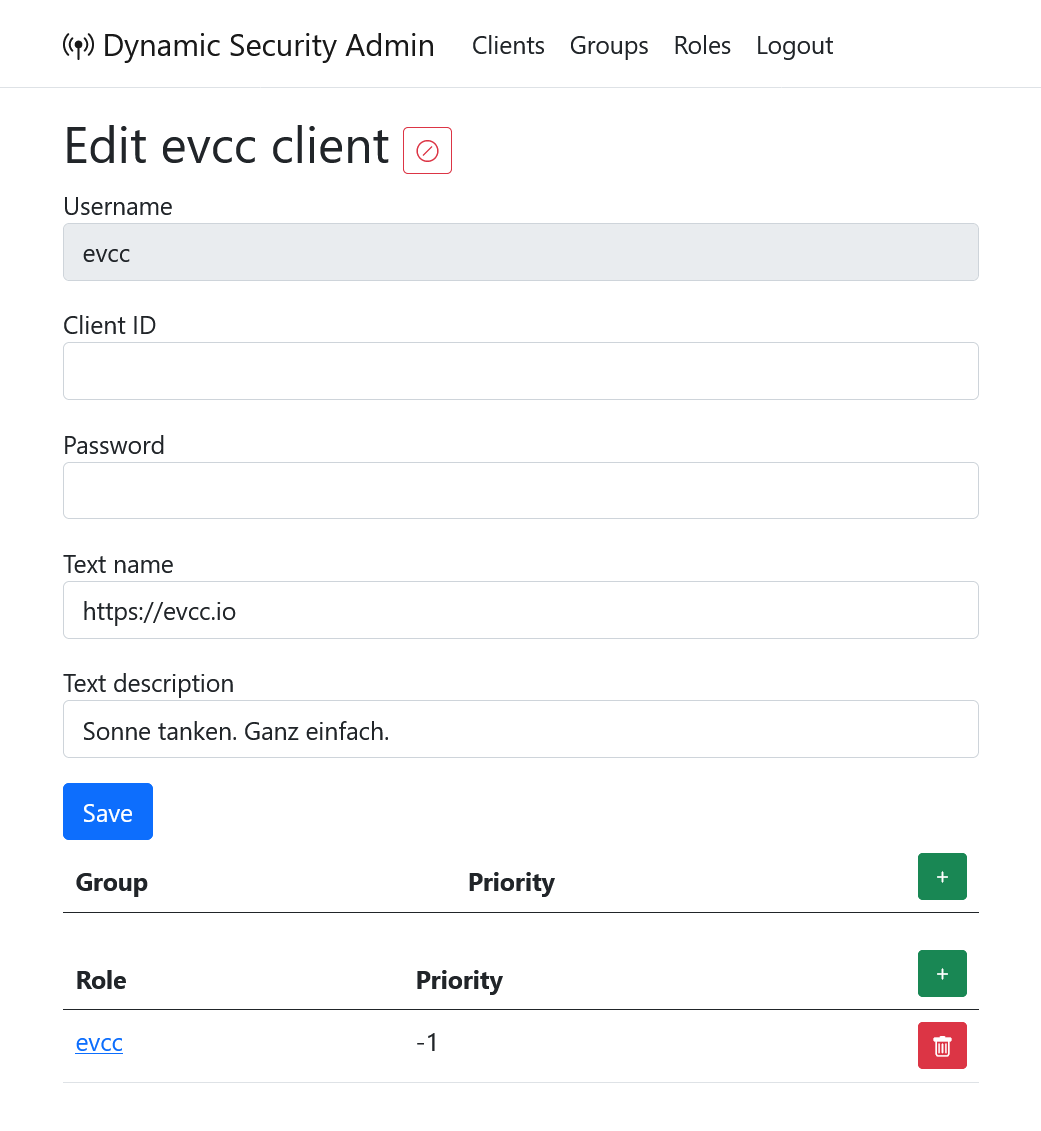 Dynamic Security Admin Clients Groups Roles Logout
Edit evcc client
Username
evcc
Client ID
Password
Text name
https://evcc.io
Text description
Sonne tanken. Ganz einfach.
Save
Group Priority +
Role Priority +
evcc -1